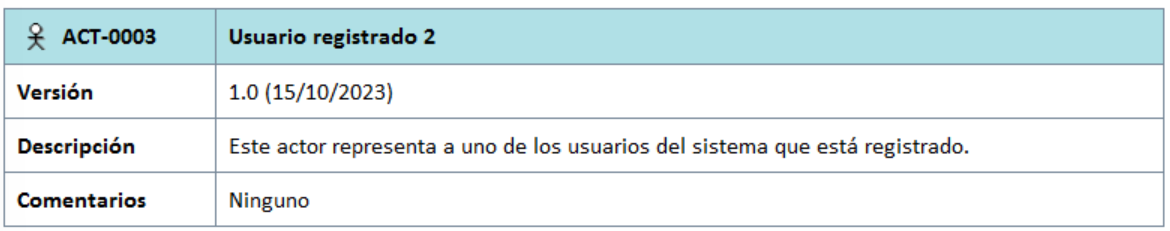 ACT-0003 Usuario registrado 2
Versión 1.0 (15/10/2023)
Descripción Este actor representa a uno de los usuarios del sistema que está registrado.
Comentarios Ninguno